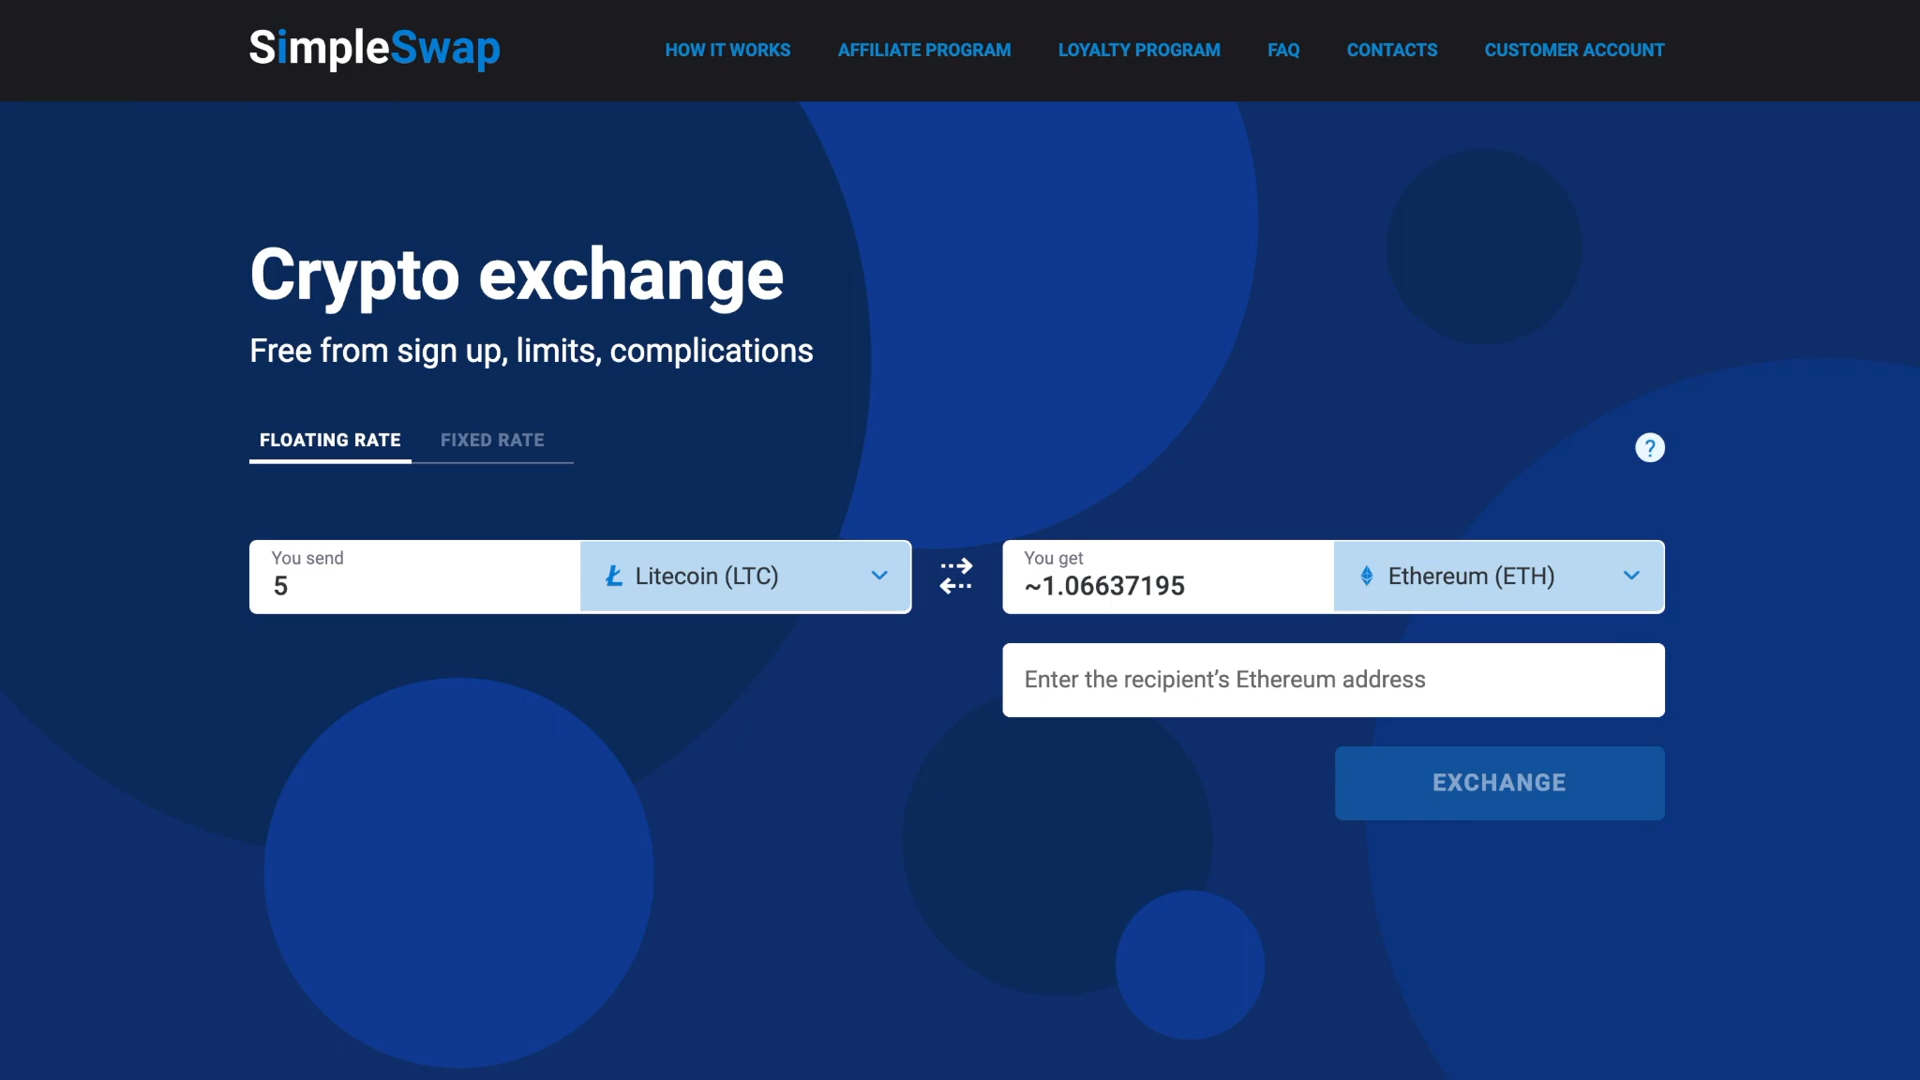 SimpleSwap
HOW IT WORKS
AFFILIATE PROGRAM
LOYALTY PROGRAM
FAQ
CONTACTS
CUSTOMER ACCOUNT
Crypto exchange
Free from sign up, limits, complications
FLOATING RATE
FIXED RATE
?
You send
5
Litecoin (LTC)
You get
~1.06637195
Ethereum (ETH)
Enter the recipient’s Ethereum address
EXCHANGE